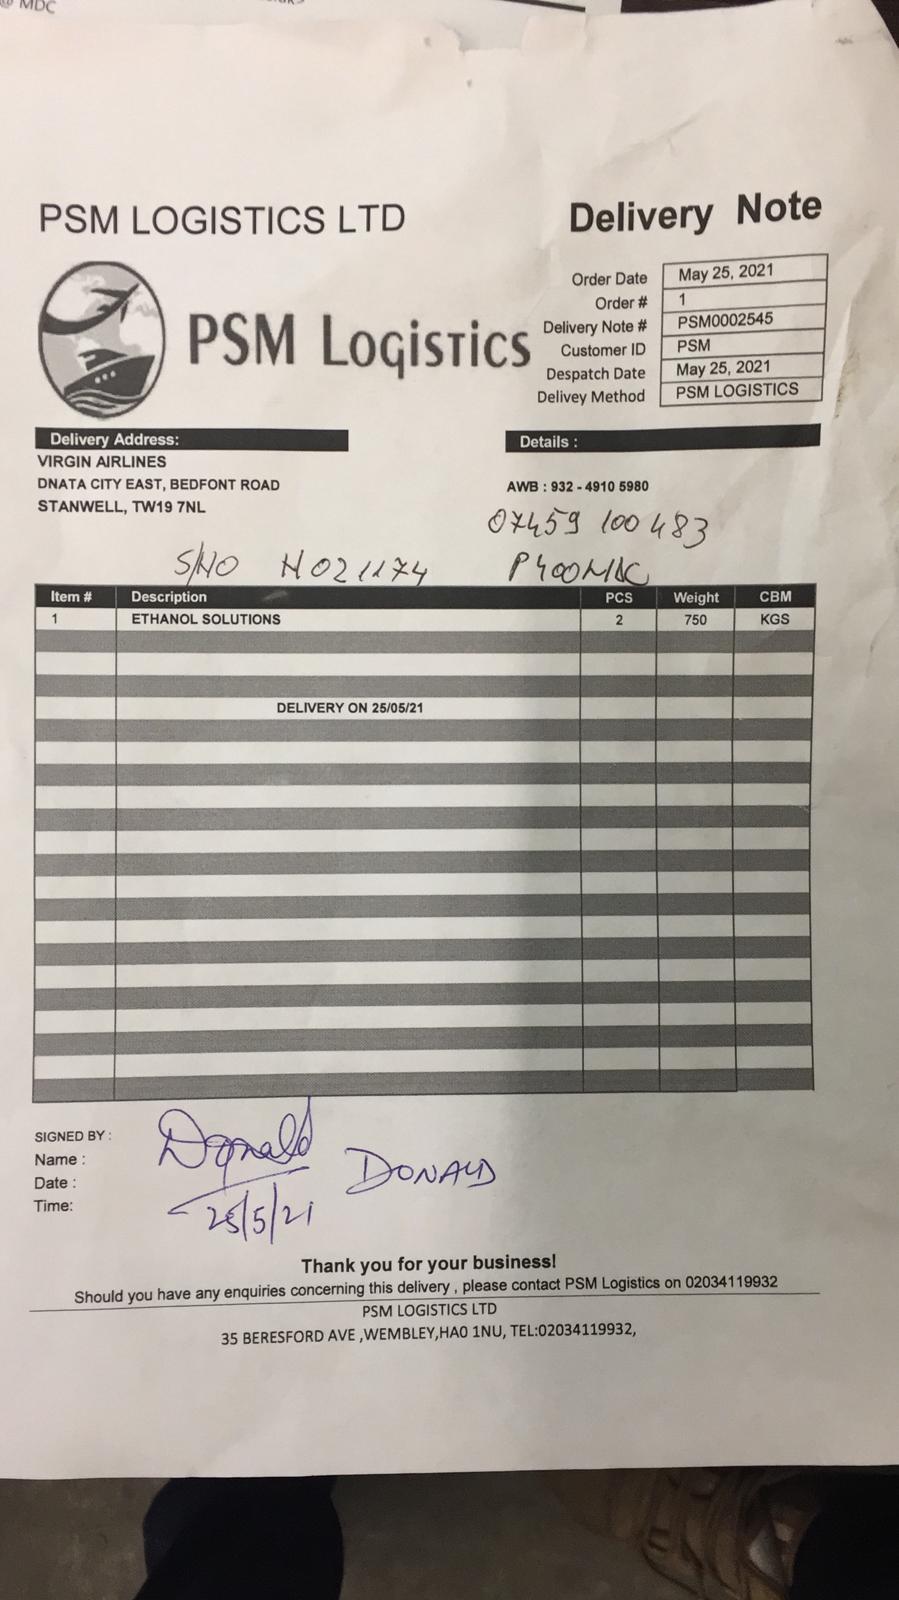 @ MDC
PSM LOGISTICS LTD
Delivery Note
PSM Logistics
Order Date May 25, 2021
Order # 1
Delivery Note # PSM0002545
Customer ID PSM
Despatch Date May 25, 2021
Delivey Method PSM LOGISTICS
Delivery Address:
VIRGIN AIRLINES
DNATA CITY EAST, BEDFONT ROAD
STANWELL, TW19 7NL
Details :
AWB : 932 - 4910 5980
07459 100 483
S/NO H021174 P400MDC
Item # Description PCS Weight CBM
1 ETHANOL SOLUTIONS 2 750 KGS
DELIVERY ON 25/05/21
SIGNED BY : Donald
Name : DONALD
Date : 25/5/21
Time:
Thank you for your business!
Should you have any enquiries concerning this delivery , please contact PSM Logistics on 02034119932
PSM LOGISTICS LTD
35 BERESFORD AVE ,WEMBLEY,HA0 1NU, TEL:02034119932,